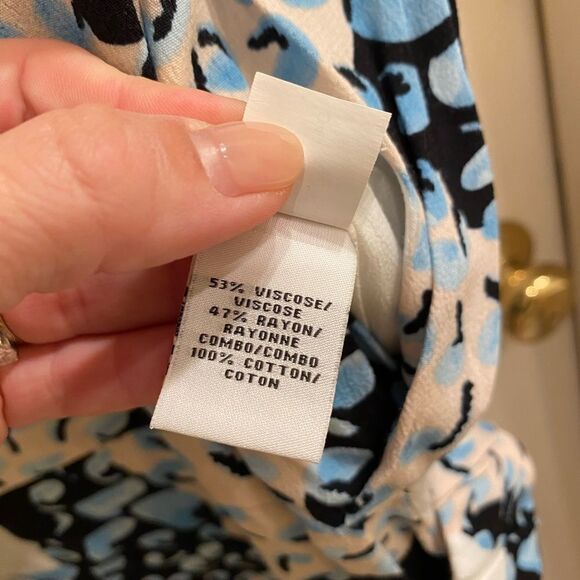 53% VISCOSE/
VISCOSE
47% RAYON/
RAYONNE
COMBO/COMBO
100% COTTON/
COTON